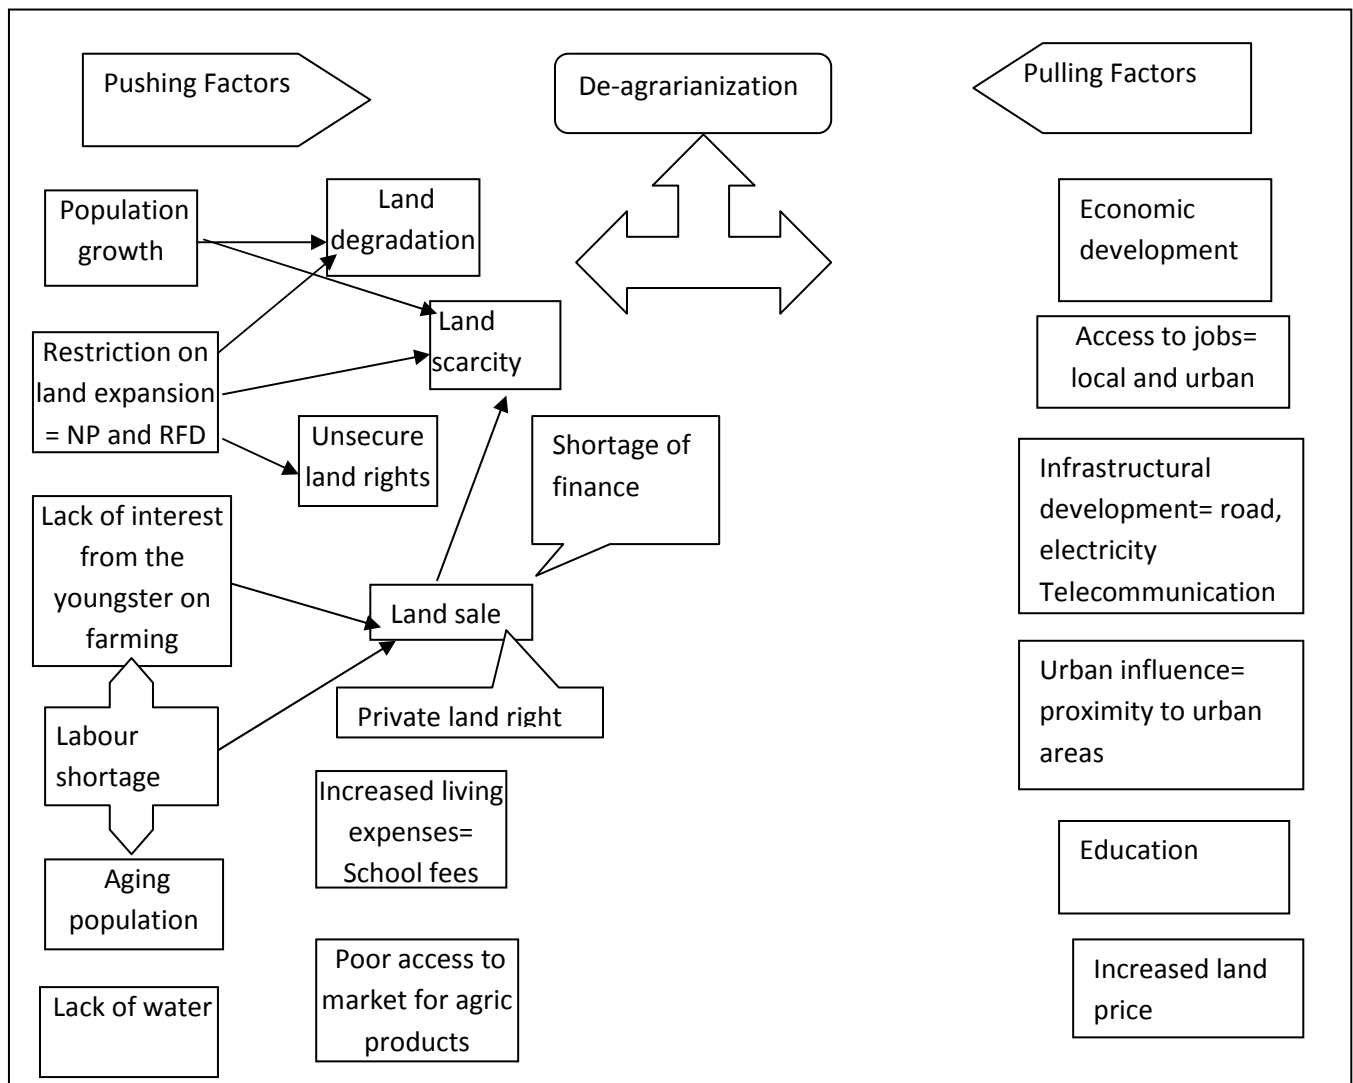 Pushing Factors
De-agrarianization
Pulling Factors
Population
growth
Land
degradation
Land
scarcity
Restriction on
land expansion
= NP and RFD
Unsecure
land rights
Shortage of
finance
Lack of interest
from the
youngster on
farming
Land sale
Private land right
Labour
shortage
Increased living
expenses=
School fees
Aging
population
Poor access to
market for agric
products
Lack of water
Economic
development
Access to jobs=
local and urban
Infrastructural
development= road,
electricity
Telecommunication
Urban influence=
proximity to urban
areas
Education
Increased land
price